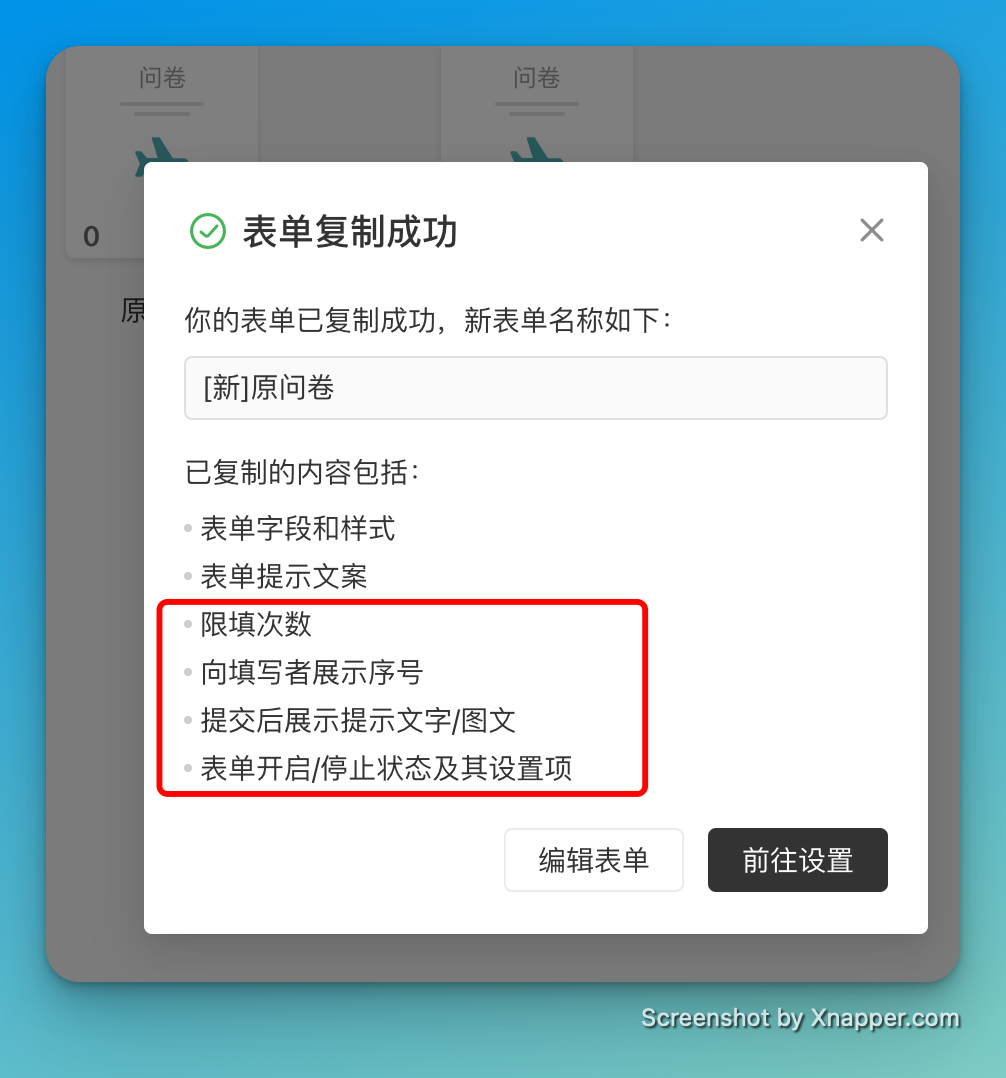 问卷
问卷
0
原
表单复制成功
你的表单已复制成功，新表单名称如下：
[新]原问卷
已复制的内容包括：
表单字段和样式
表单提示文案
限填次数
向填写者展示序号
提交后展示提示文字/图文
表单开启/停止状态及其设置项
编辑表单
前往设置
Screenshot by Xnapper.com